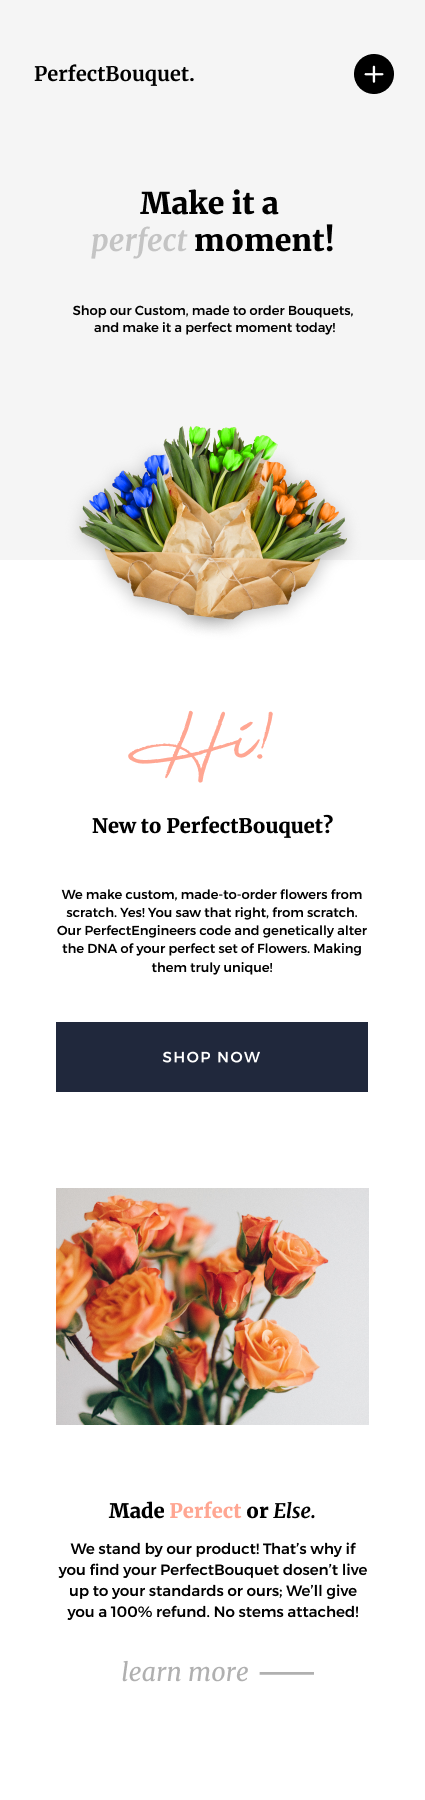 PerfectBouquet.
Make it a
perfect moment!
Shop our Custom, made to order Bouquets,
and make it a perfect moment today!
Hi!
New to PerfectBouquet?
We make custom, made-to-order flowers from
scratch. Yes! You saw that right, from scratch.
Our PerfectEngineers code and genetically alter
the DNA of your perfect set of Flowers. Making
them truly unique!
SHOP NOW
Made Perfect or Else.
We stand by our product! That's why if
you find your PerfectBouquet dosen't live
up to your standards or ours; We'll give
you a 100% refund. No stems attached!
learn more